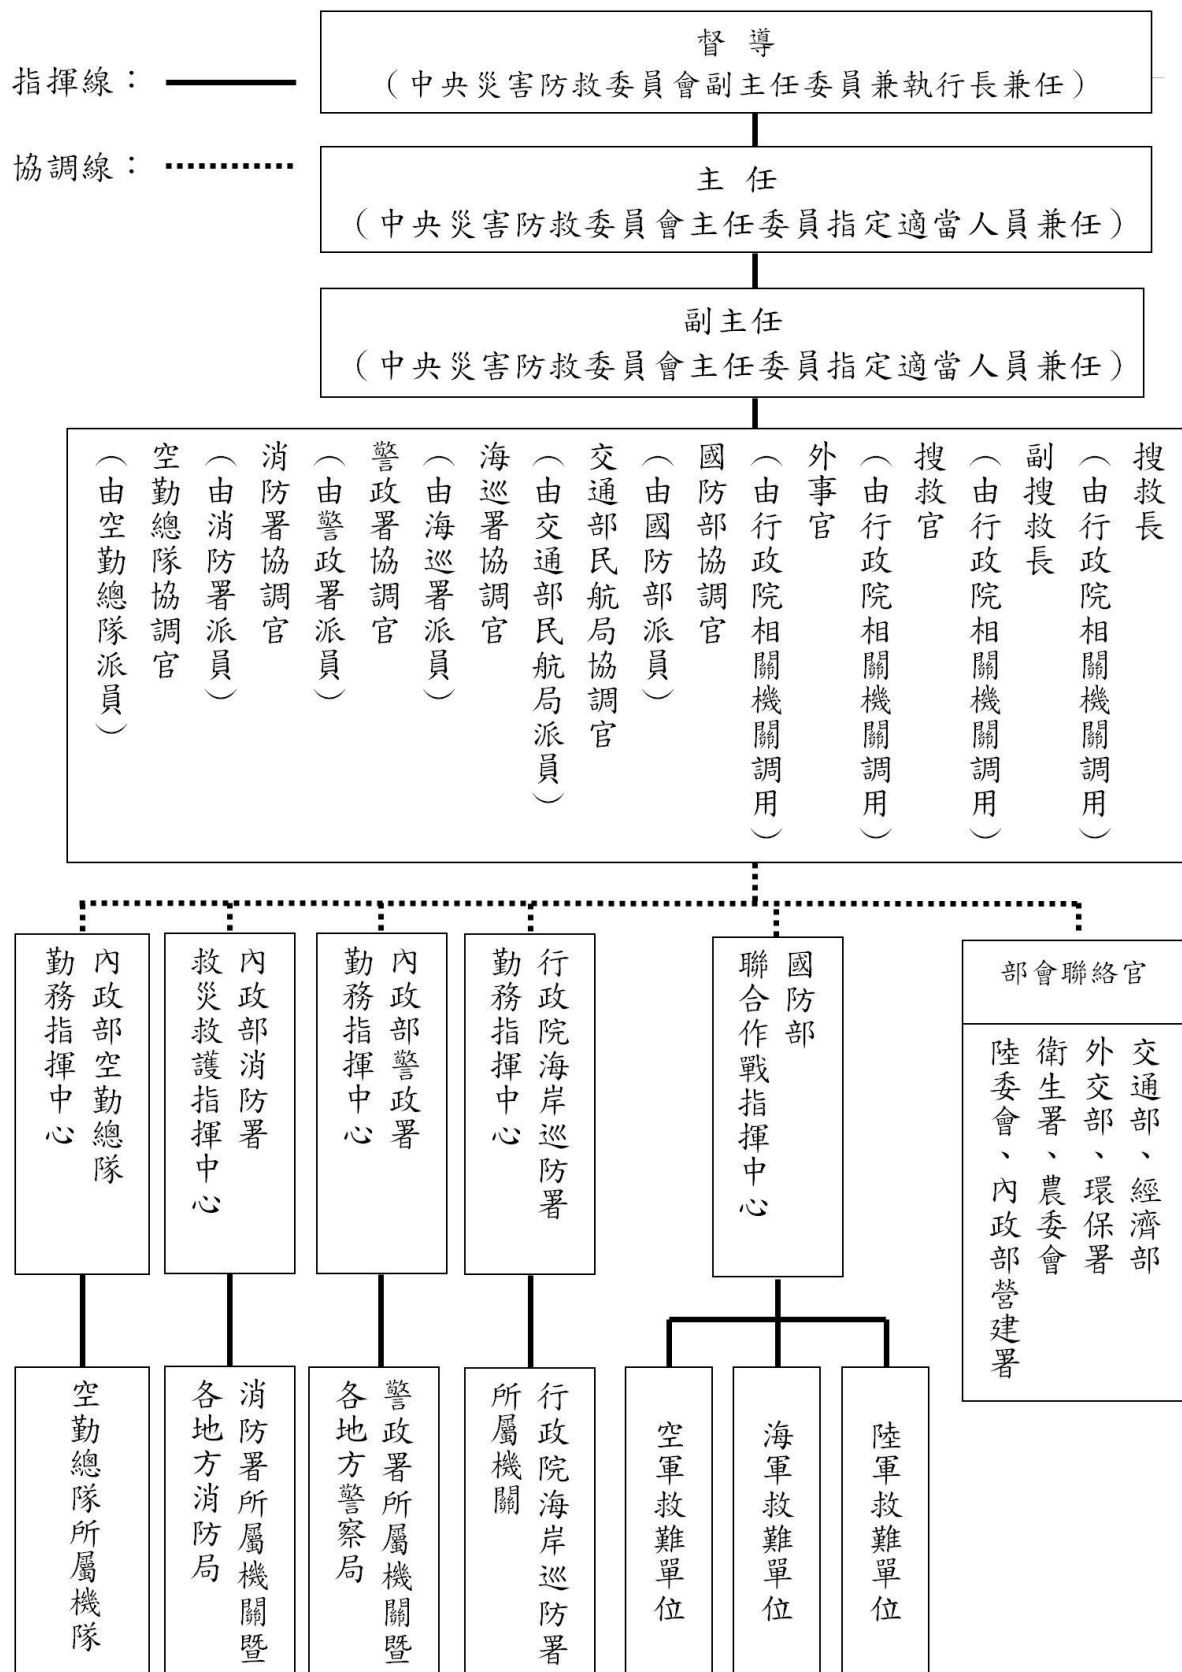 指揮線：
協調線：
督導
（中央災害防救委員會副主任委員兼執行長兼任）
主任
（中央災害防救委員會主任委員指定適當人員兼任）
副主任
（中央災害防救委員會主任委員指定適當人員兼任）
搜救長
（由行政院相關機關調用）
副搜救長
（由行政院相關機關調用）
搜救官
（由行政院相關機關調用）
外事官
（由行政院相關機關調用）
國防部協調官
（由國防部派員）
交通部民航局協調官
（由交通部民航局派員）
海巡署協調官
（由海巡署派員）
警政署協調官
（由警政署派員）
消防署協調官
（由消防署派員）
空勤總隊協調官
（由空勤總隊派員）
部會聯絡官
交通部、經濟部
外交部、環保署
衛生署、農委會
陸委會、內政部營建署
國防部
聯合作戰指揮中心
行政院海岸巡防署
勤務指揮中心
內政部警政署
勤務指揮中心
內政部消防署
救災救護指揮中心
內政部空勤總隊
勤務指揮中心
陸軍救難單位
海軍救難單位
空軍救難單位
行政院海岸巡防署
所屬機關
警政署所屬機關暨
各地方警察局
消防署所屬機關暨
各地方消防局
空勤總隊所屬機隊